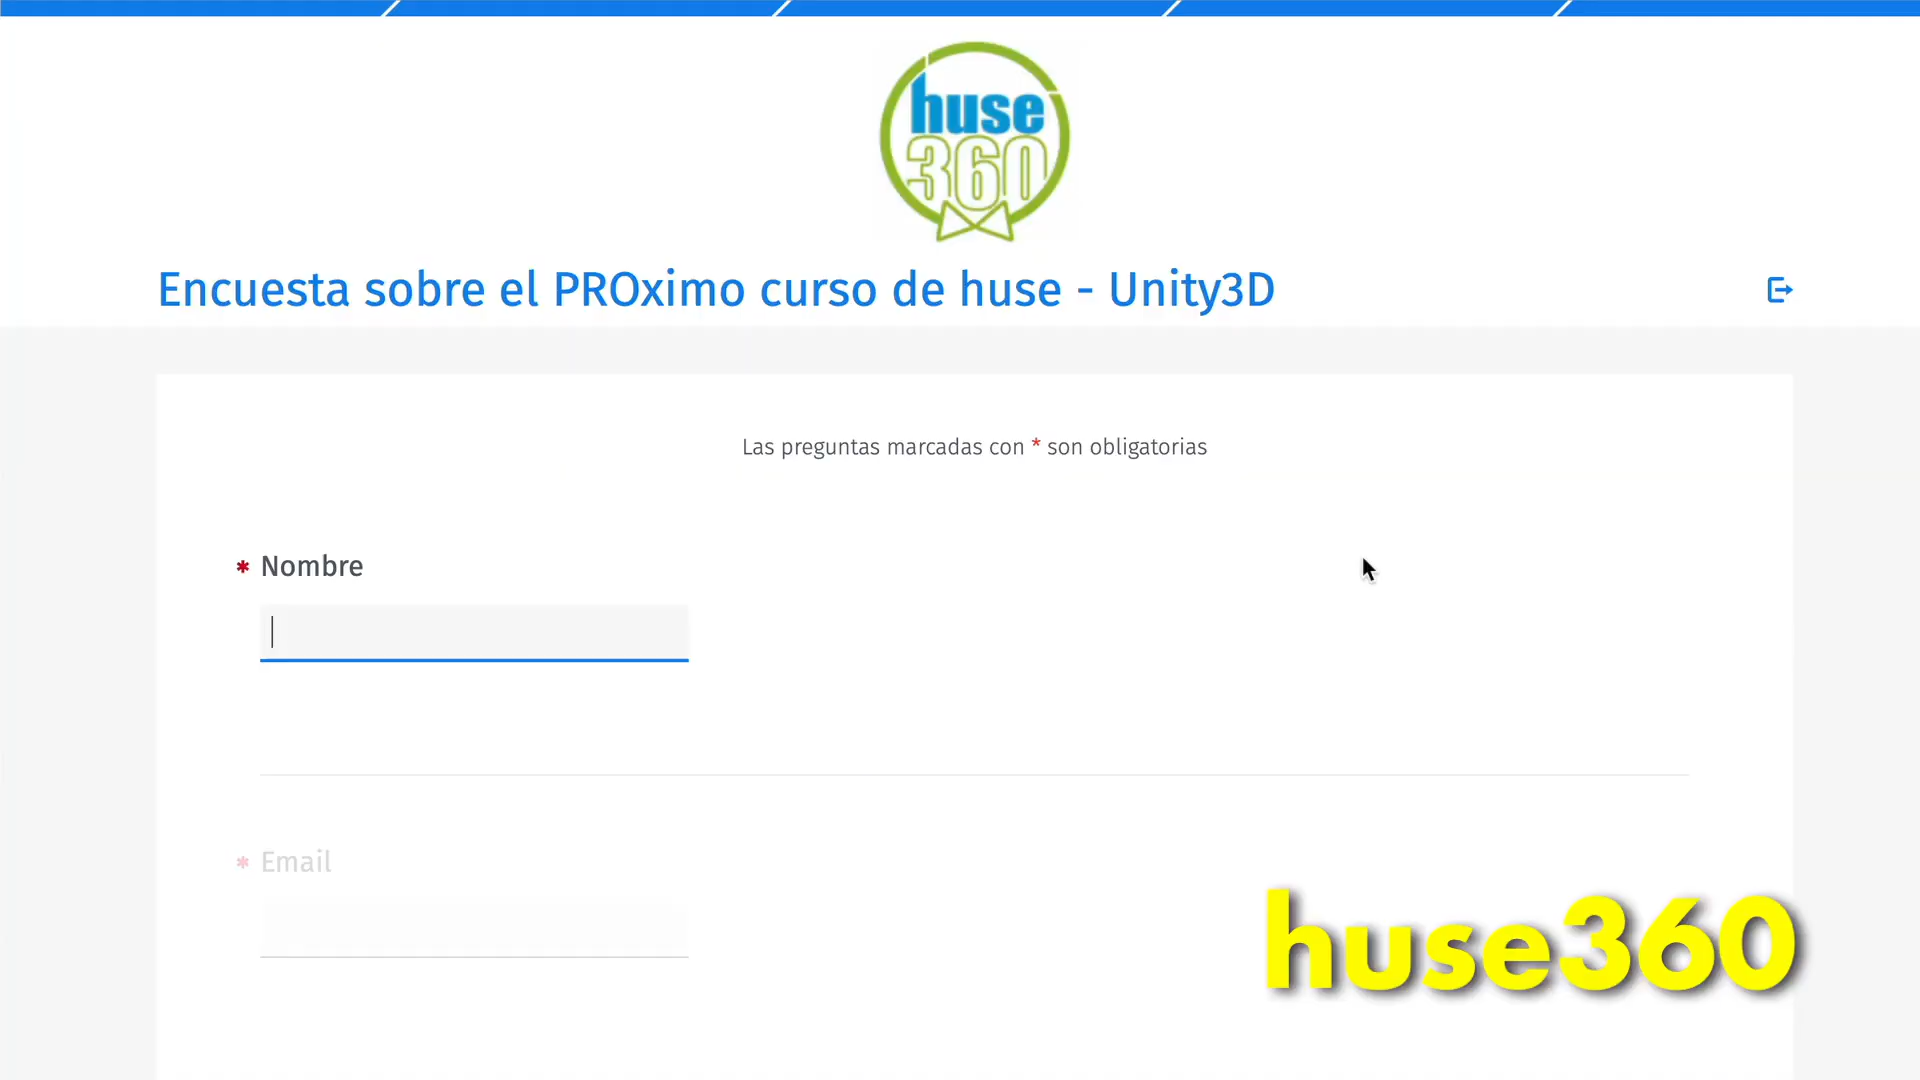 huse
360
Encuesta sobre el PROximo curso de huse - Unity3D
Las preguntas marcadas con * son obligatorias
* Nombre
* Email
huse360